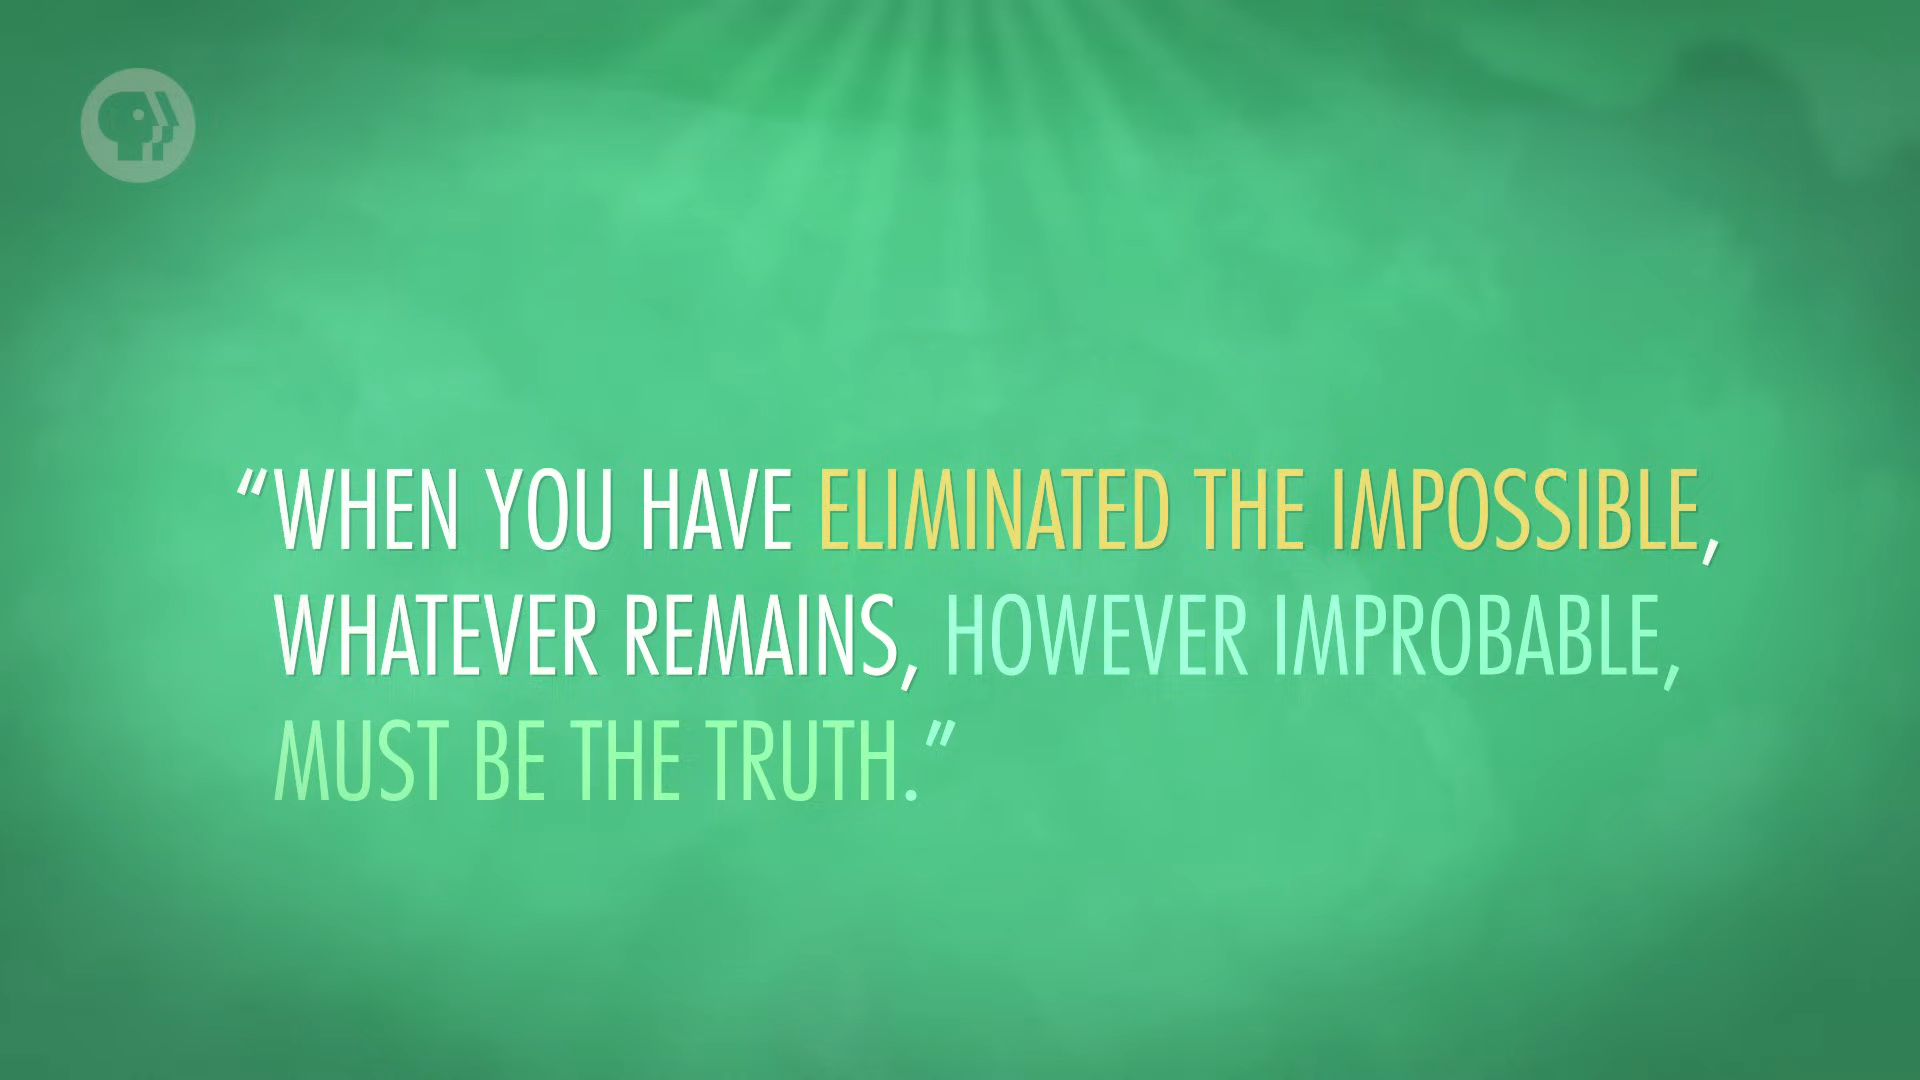 “WHEN YOU HAVE ELIMINATED THE IMPOSSIBLE,
WHATEVER REMAINS, HOWEVER IMPROBABLE,
MUST BE THE TRUTH.”